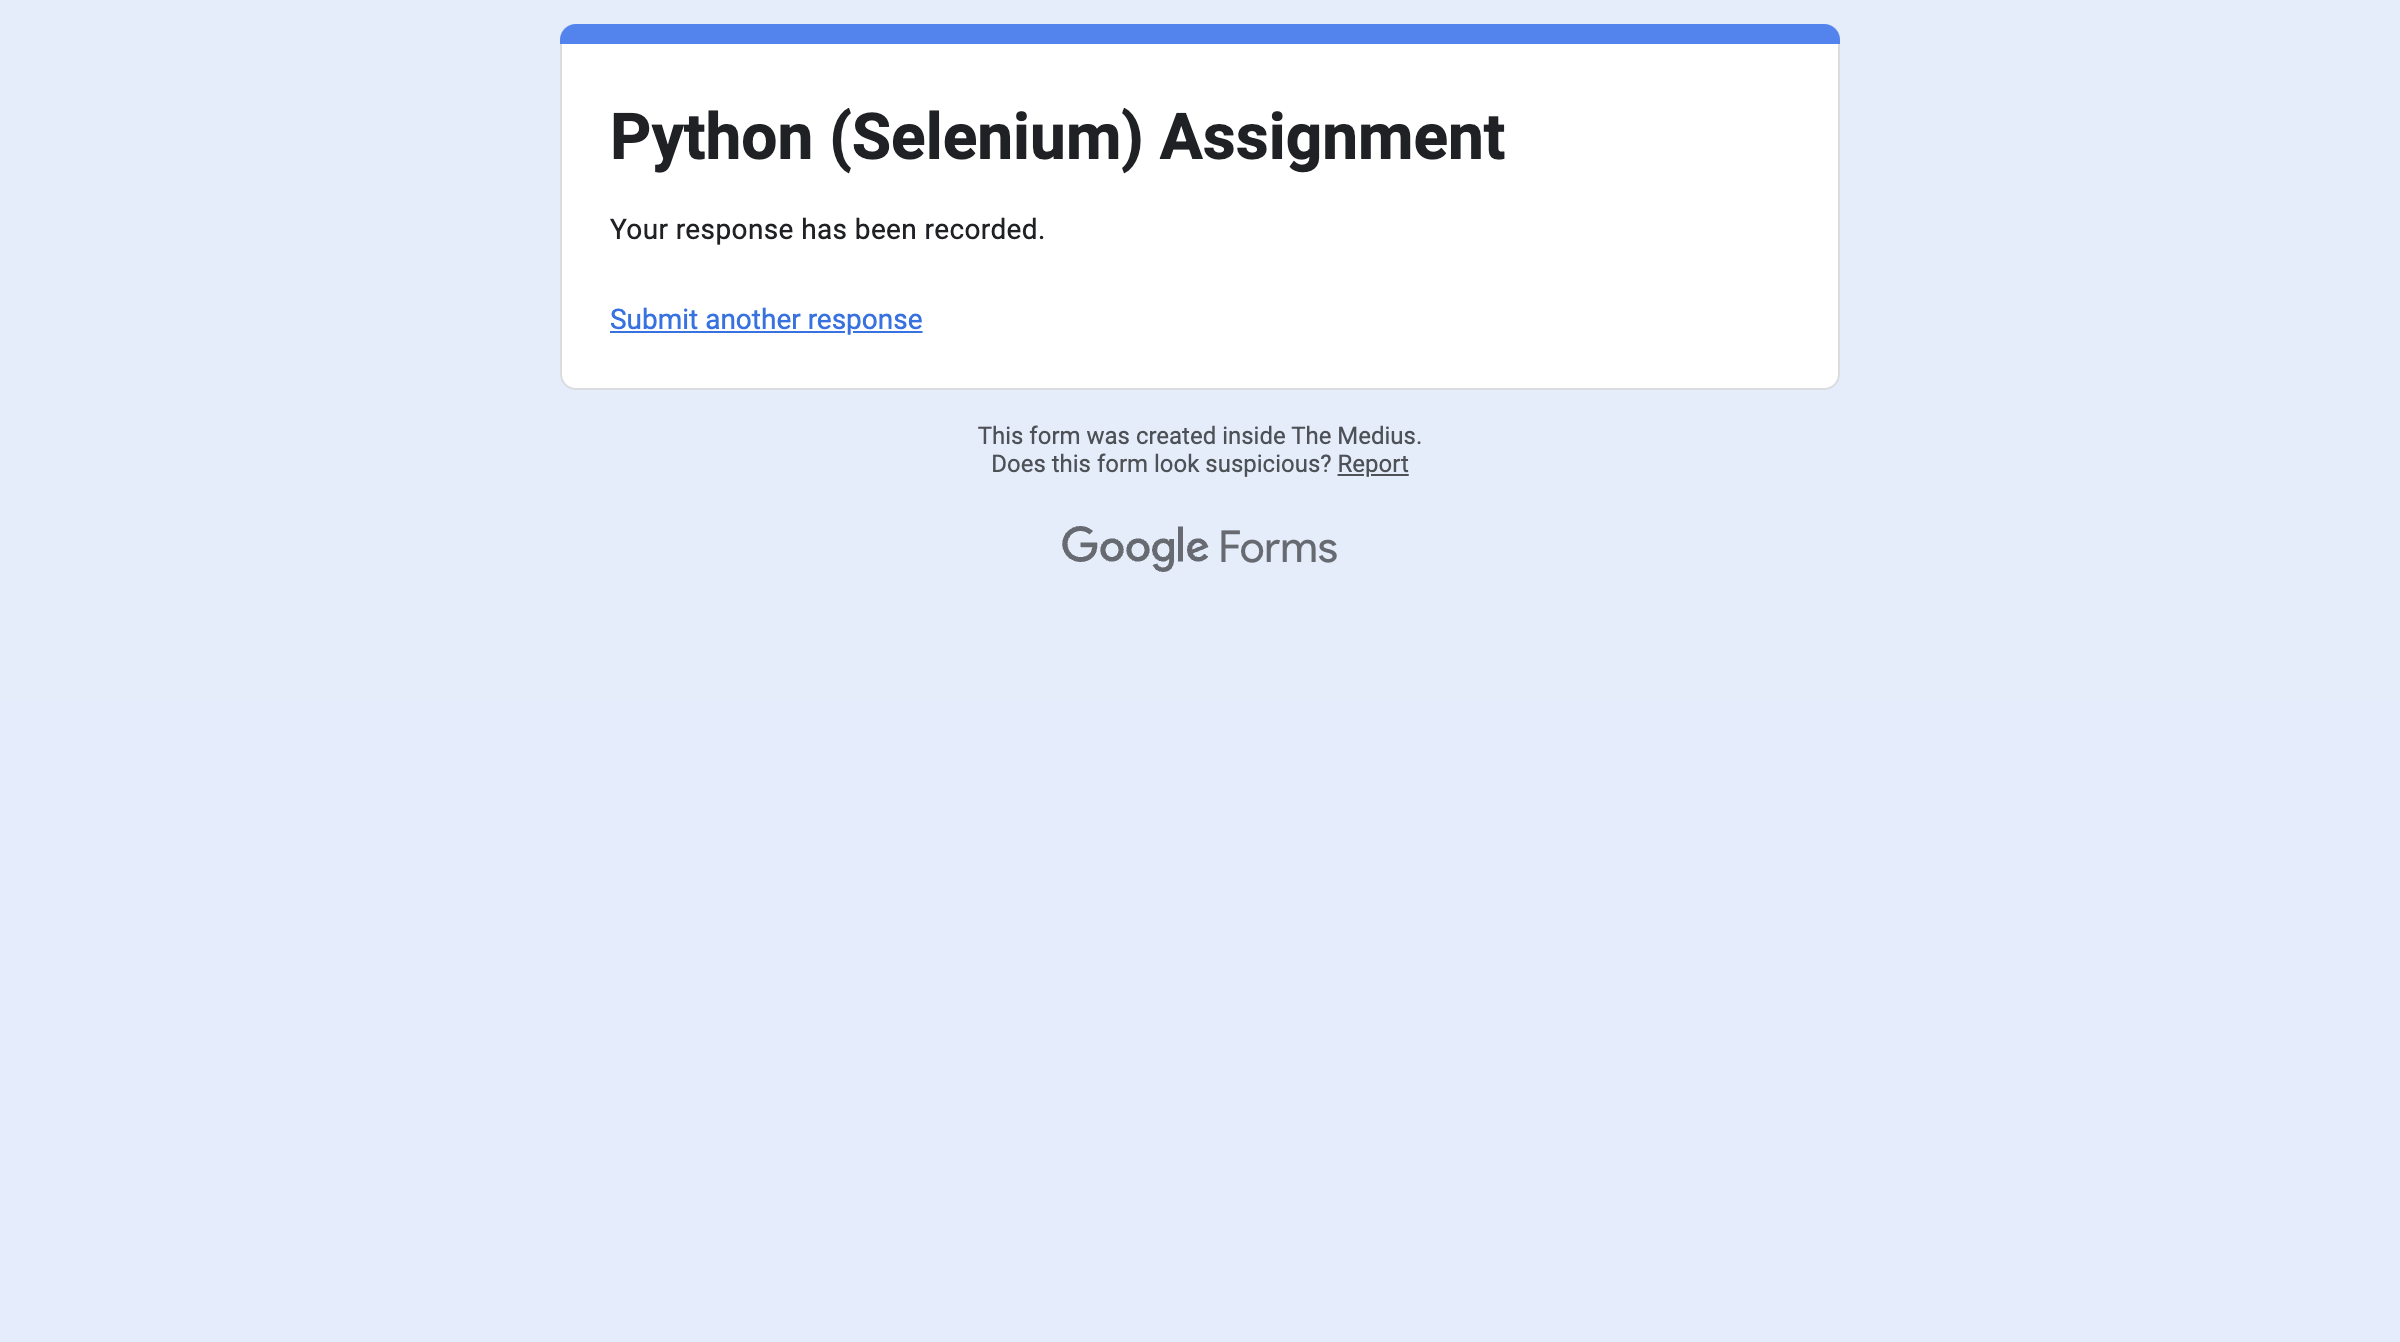 Python (Selenium) Assignment
Your response has been recorded.
Submit another response
This form was created inside The Medius.
Does this form look suspicious? Report
Google Forms